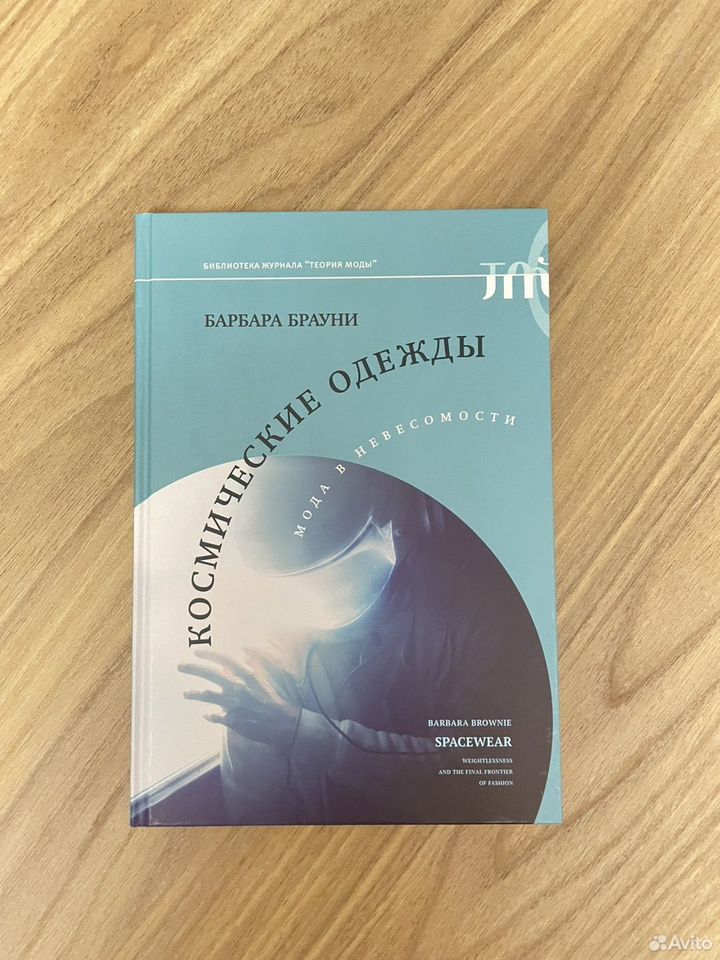 БИБЛИОТЕКА ЖУРНАЛА "ТЕОРИЯ МОДЫ"
БАРБАРА БРАУНИ
КОСМИЧЕСКИЕ ОДЕЖДЫ
МОДА В НЕВЕСОМОСТИ
BARBARA BROWNIE
SPACEWEAR
WEIGHTLESSNESS
AND THE FINAL FRONTIER
OF FASHION
Avito